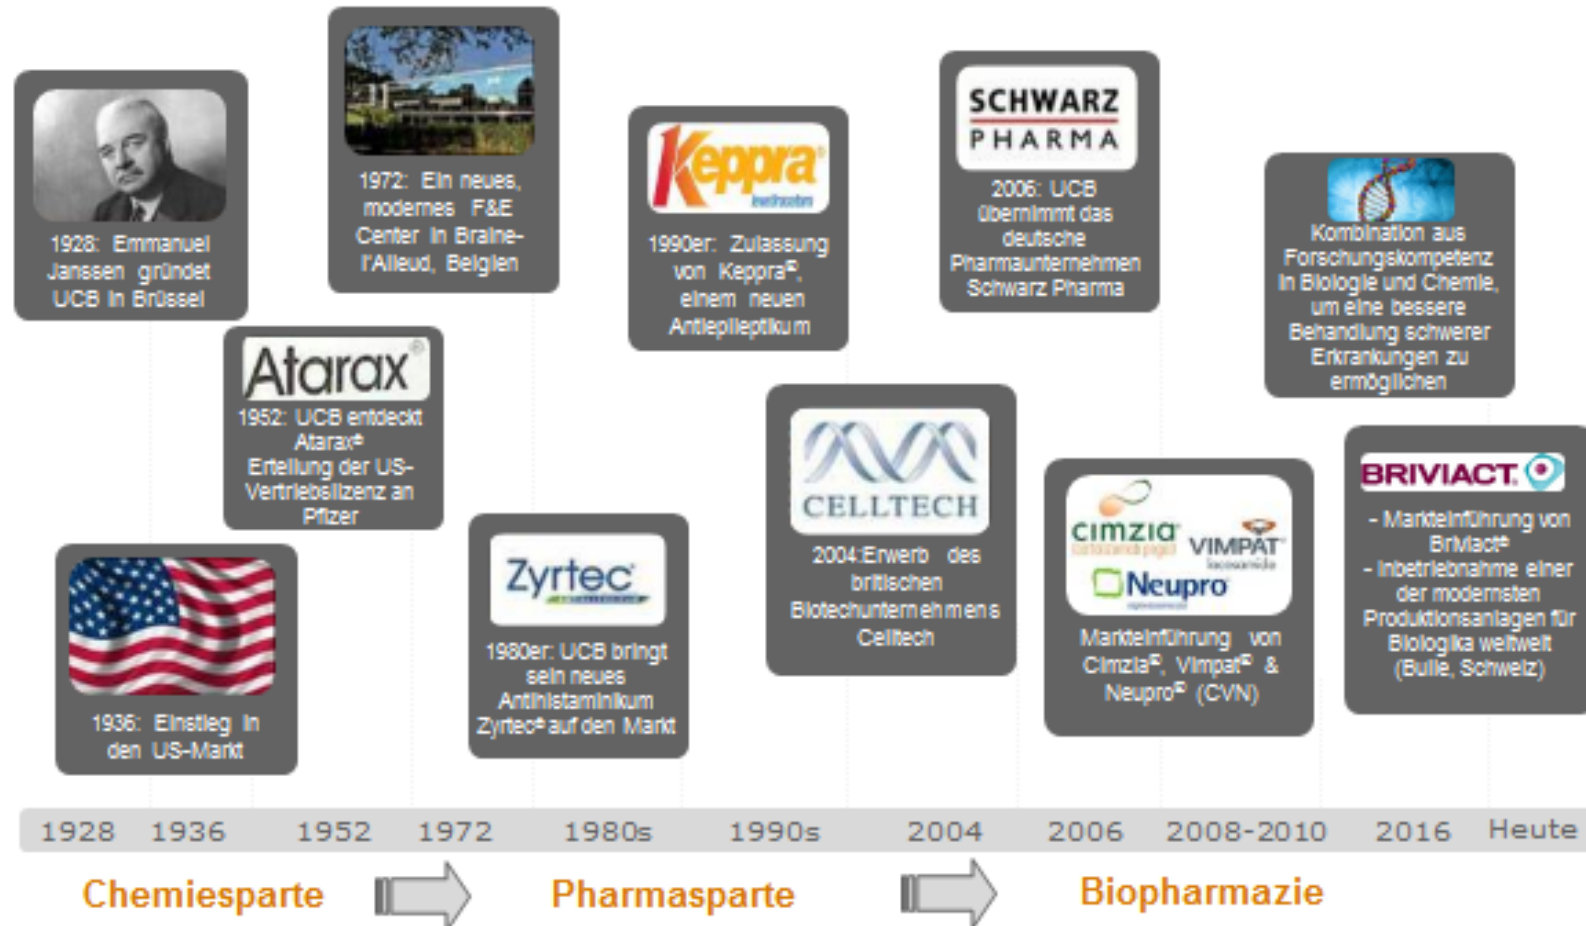 1928: Emmanuel
Janssen gründet
UCB in Brüssel
1972: Ein neues,
modernes F&E
Center in Braine-
l'Alleud, Belgien
Keppra®
1990er: Zulassung
von Keppra®,
einem neuen
Antiepileptikum
SCHWARZ
PHARMA
2006: UCB
übernimmt das
deutsche
Pharmaunternehmen
Schwarz Pharma
Kombination aus
Forschungskompetenz
in Biologie und Chemie,
um eine bessere
Behandlung schwerer
Erkrankungen zu
ermöglichen
Atarax®
1952: UCB entdeckt
Atarax®
Erteilung der US-
Vertriebslizenz an
Pfizer
CELLTECH
2004:Erwerb des
britischen
Biotechunternehmens
Celltech
BRIVIACT
- Markteinführung von
Briviact®
- Inbetriebnahme einer
der modernsten
Produktionsanlagen für
Biologika weltweit
(Bulle, Schweiz)
1936: Einstieg in
den US-Markt
Zyrtec®
1980er: UCB bringt
sein neues
Antihistaminikum
Zyrtec® auf den Markt
cimzia®
VIMPAT®
lacosamide
Neupro®
Markteinführung von
Cimzia®, Vimpat® &
Neupro® (CVN)
1928 1936 1952 1972 1980s 1990s 2004 2006 2008-2010 2016 Heute
Chemiesparte Pharmasparte Biopharmazie